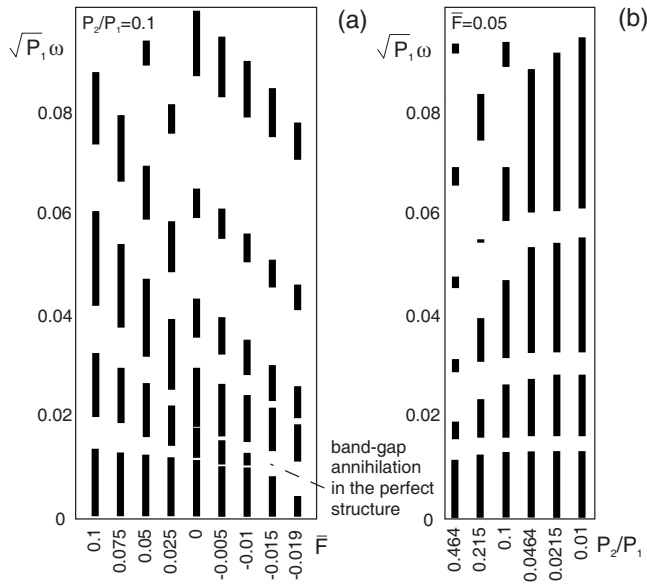 P₂/P₁=0.1
(a)
√P₁ω
0.08
0.06
0.04
0.02
0
0.1
0.075
0.05
0.025
0
-0.005
-0.01
-0.015
-0.019
F̅
band-gap
annihilation
in the perfect
structure
F̅=0.05
(b)
√P₁ω
0.08
0.06
0.04
0.02
0
0.464
0.215
0.1
0.0464
0.0215
0.01
P₂/P₁